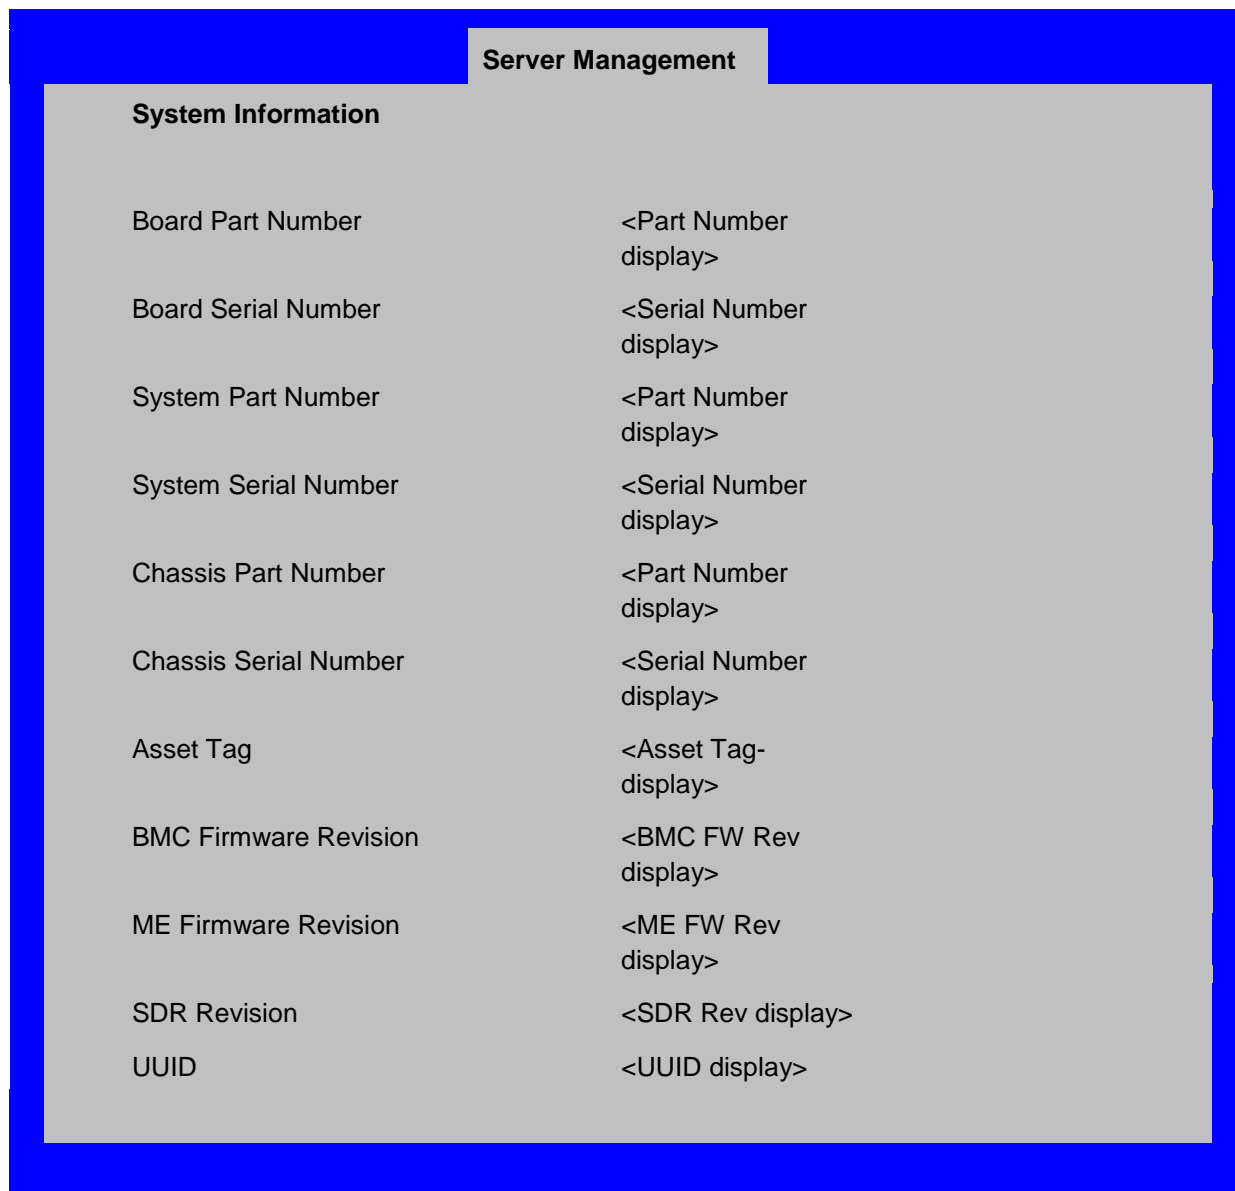 Server Management
System Information
Board Part Number <Part Number
display>
Board Serial Number <Serial Number
display>
System Part Number <Part Number
display>
System Serial Number <Serial Number
display>
Chassis Part Number <Part Number
display>
Chassis Serial Number <Serial Number
display>
Asset Tag <Asset Tag-
display>
BMC Firmware Revision <BMC FW Rev
display>
ME Firmware Revision <ME FW Rev
display>
SDR Revision <SDR Rev display>
UUID <UUID display>